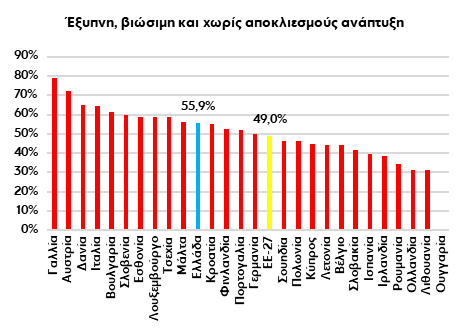 Έξυπνη, βιώσιμη και χωρίς αποκλιεσμούς ανάπτυξη
90%
80%
70%
60%
50%
40%
30%
20%
10%
0%
55,9%
49,0%
Γαλλία
Αυστρία
Δανία
Ιταλία
Βουλγαρία
Σλοβενία
Εσθονία
Λουξεμβούργο
Τσεχία
Μάλτα
Ελλάδα
Κροατία
Φινλανδία
Πορτογαλία
Γερμανία
ΕΕ-27
Σουηδία
Πολωνία
Κύπρος
Λετονία
Βέλγιο
Σλοβακία
Ισπανία
Ιρλανδία
Ρουμανία
Ολλανδία
Λιθουανία
Ουγγαρία